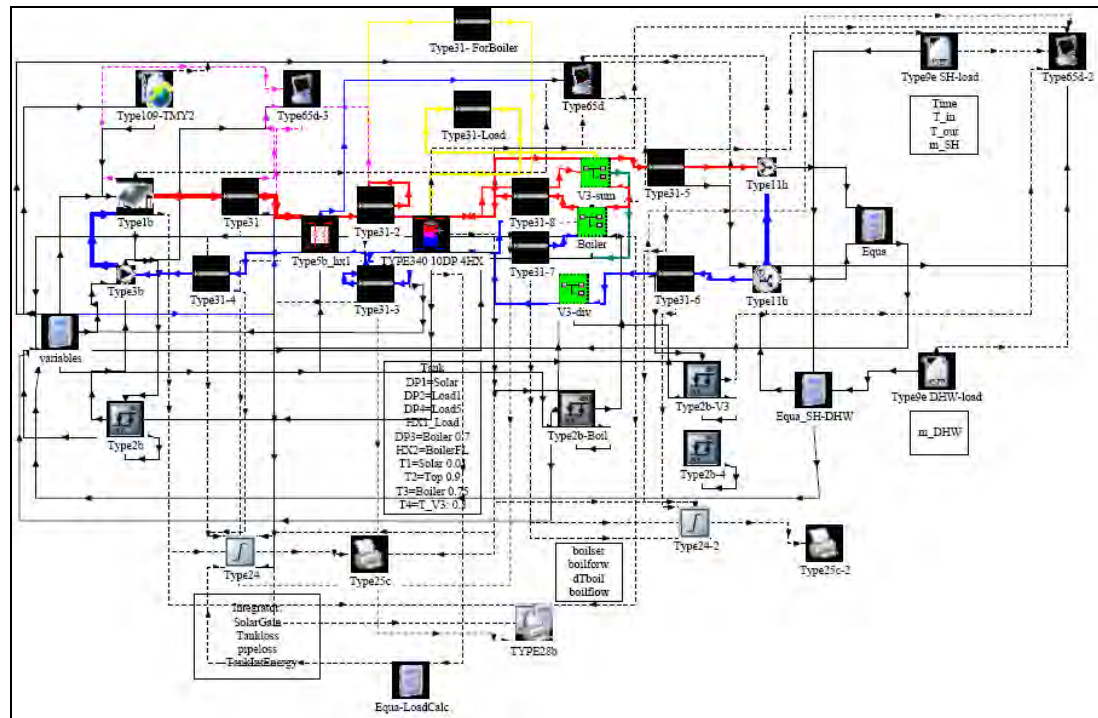 Type31- ForBoiler
Type9e SH-load
Type65d-2
Type109-TMY2
Type65d-3
Type65d
Type31-Load
Time
T_in
T_out
m_SH
Type1b
Type31
Type31-2
Type31-8
V3-sum
Type31-5
Type11h
Equa
Type3b
Type31-4
Type5b_hx1
TYPE340 10DP 4HX
Boiler
Type31-7
Type31-3
V3-div
Type31-6
Type11b
variables
Tank
DP1=Solar
DP2=Load1
DP4=Load5
HX1_Load
DP3=Boiler 0.7
HX2=BoilerFL
T1=Solar 0.0
T2=Top 0.9
T3=Boiler 0.75
T4=T_V3:
Type2b
Type2b-Boil
Type2b-V3
Equa_SH-DHW
Type9e DHW-load
m_DHW
Type2b-4
Type24
Type25c
Type24-2
Type25c-2
boilser
boilforw
dTboil
boilflow
Integrator:
SolarGain
Tankloss
pipeloss
TankIntEnergy
TYPE28b
Equa-LoadCalc